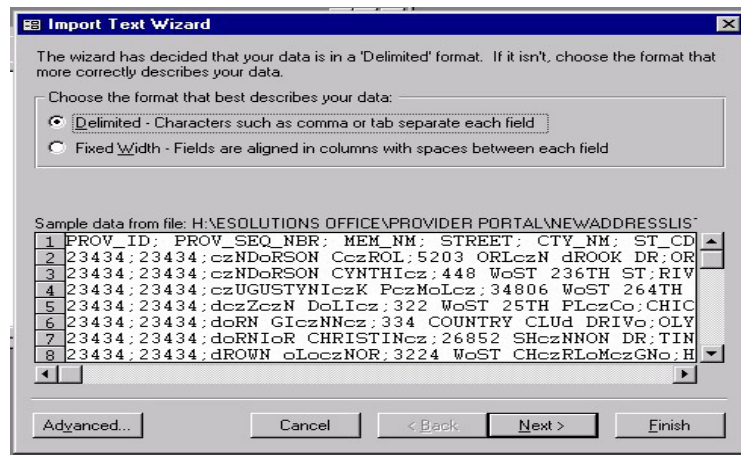 Import Text Wizard
The wizard has decided that your data is in a 'Delimited' format. If it isn't, choose the format that
more correctly describes your data.
Choose the format that best describes your data:
Delimited - Characters such as comma or tab separate each field
Fixed Width - Fields are aligned in columns with spaces between each field
Sample data from file: H:\ESOLUTIONS OFFICE\PROVIDER PORTAL\NEWADDRESSLIS
1 PROV_ID; PROV_SEQ_NBR; MEM_NM; STREET; CTY_NM; ST_CD
2 23434;23434;czNDoRSON CczROL;5203 ORLczN dROOK DR;OR
3 23434;23434;czNDoRSON CYNTHIcz;448 WoST 236TH ST;RIV
4 23434;23434;czUGUSTYNIczK PczMoLcz;34806 WoST 264TH
5 23434;23434;dczZczN DoLIcz;322 WoST 25TH PLczCo;CHIC
6 23434;23434;doRN GIczNNcz;334 COUNTRY CLUd DRIVo;OLY
7 23434;23434;doRNIoR CHRISTINcz;26852 SHczNNON DR;TIN
8 23434;23434;dROWN oLoczNOR;3224 WoST CHczRLoMczGNo;H
Advanced... Cancel < Back Next > Finish